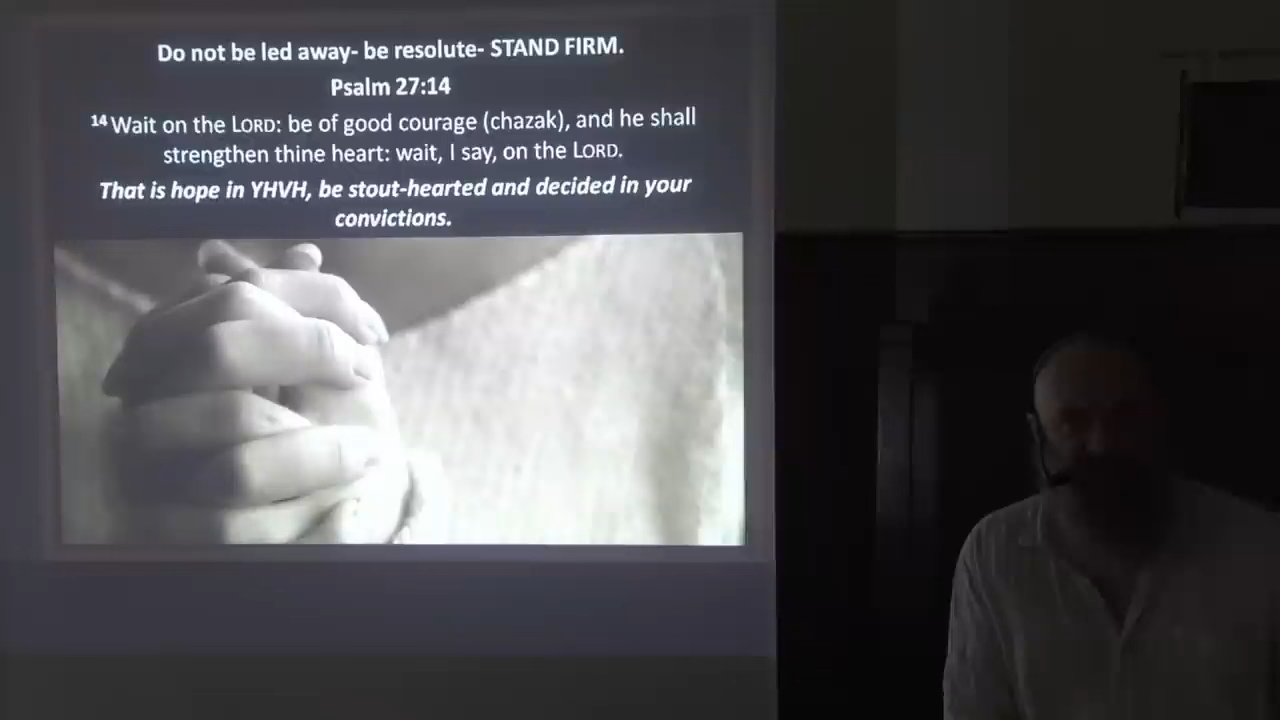 Do not be led away- be resolute- STAND FIRM.
Psalm 27:14
14 Wait on the LORD: be of good courage (chazak), and he shall
strengthen thine heart: wait, I say, on the LORD.
That is hope in YHVH, be stout-hearted and decided in your
convictions.